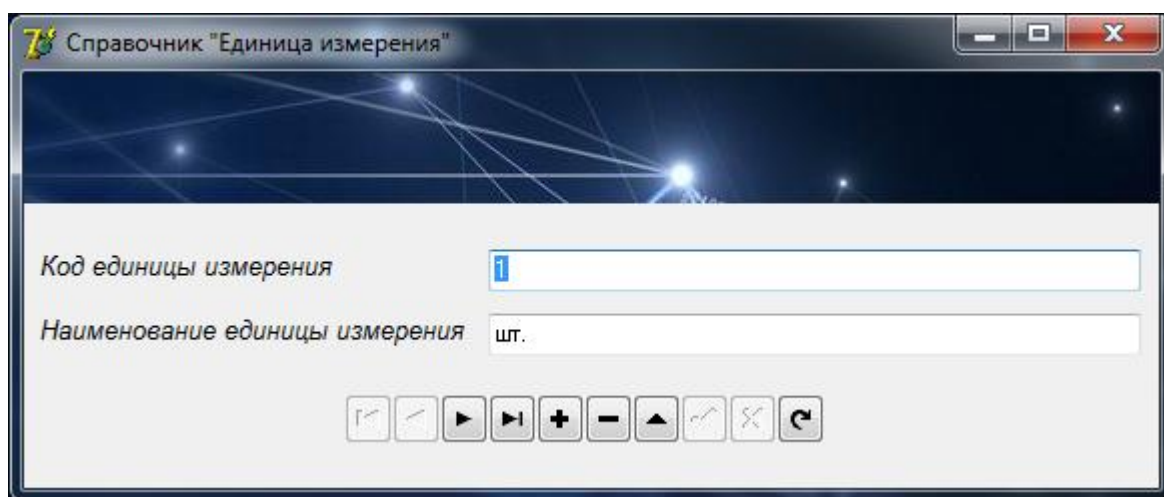 Справочник "Единица измерения"
Код единицы измерения 1
Наименование единицы измерения шт.